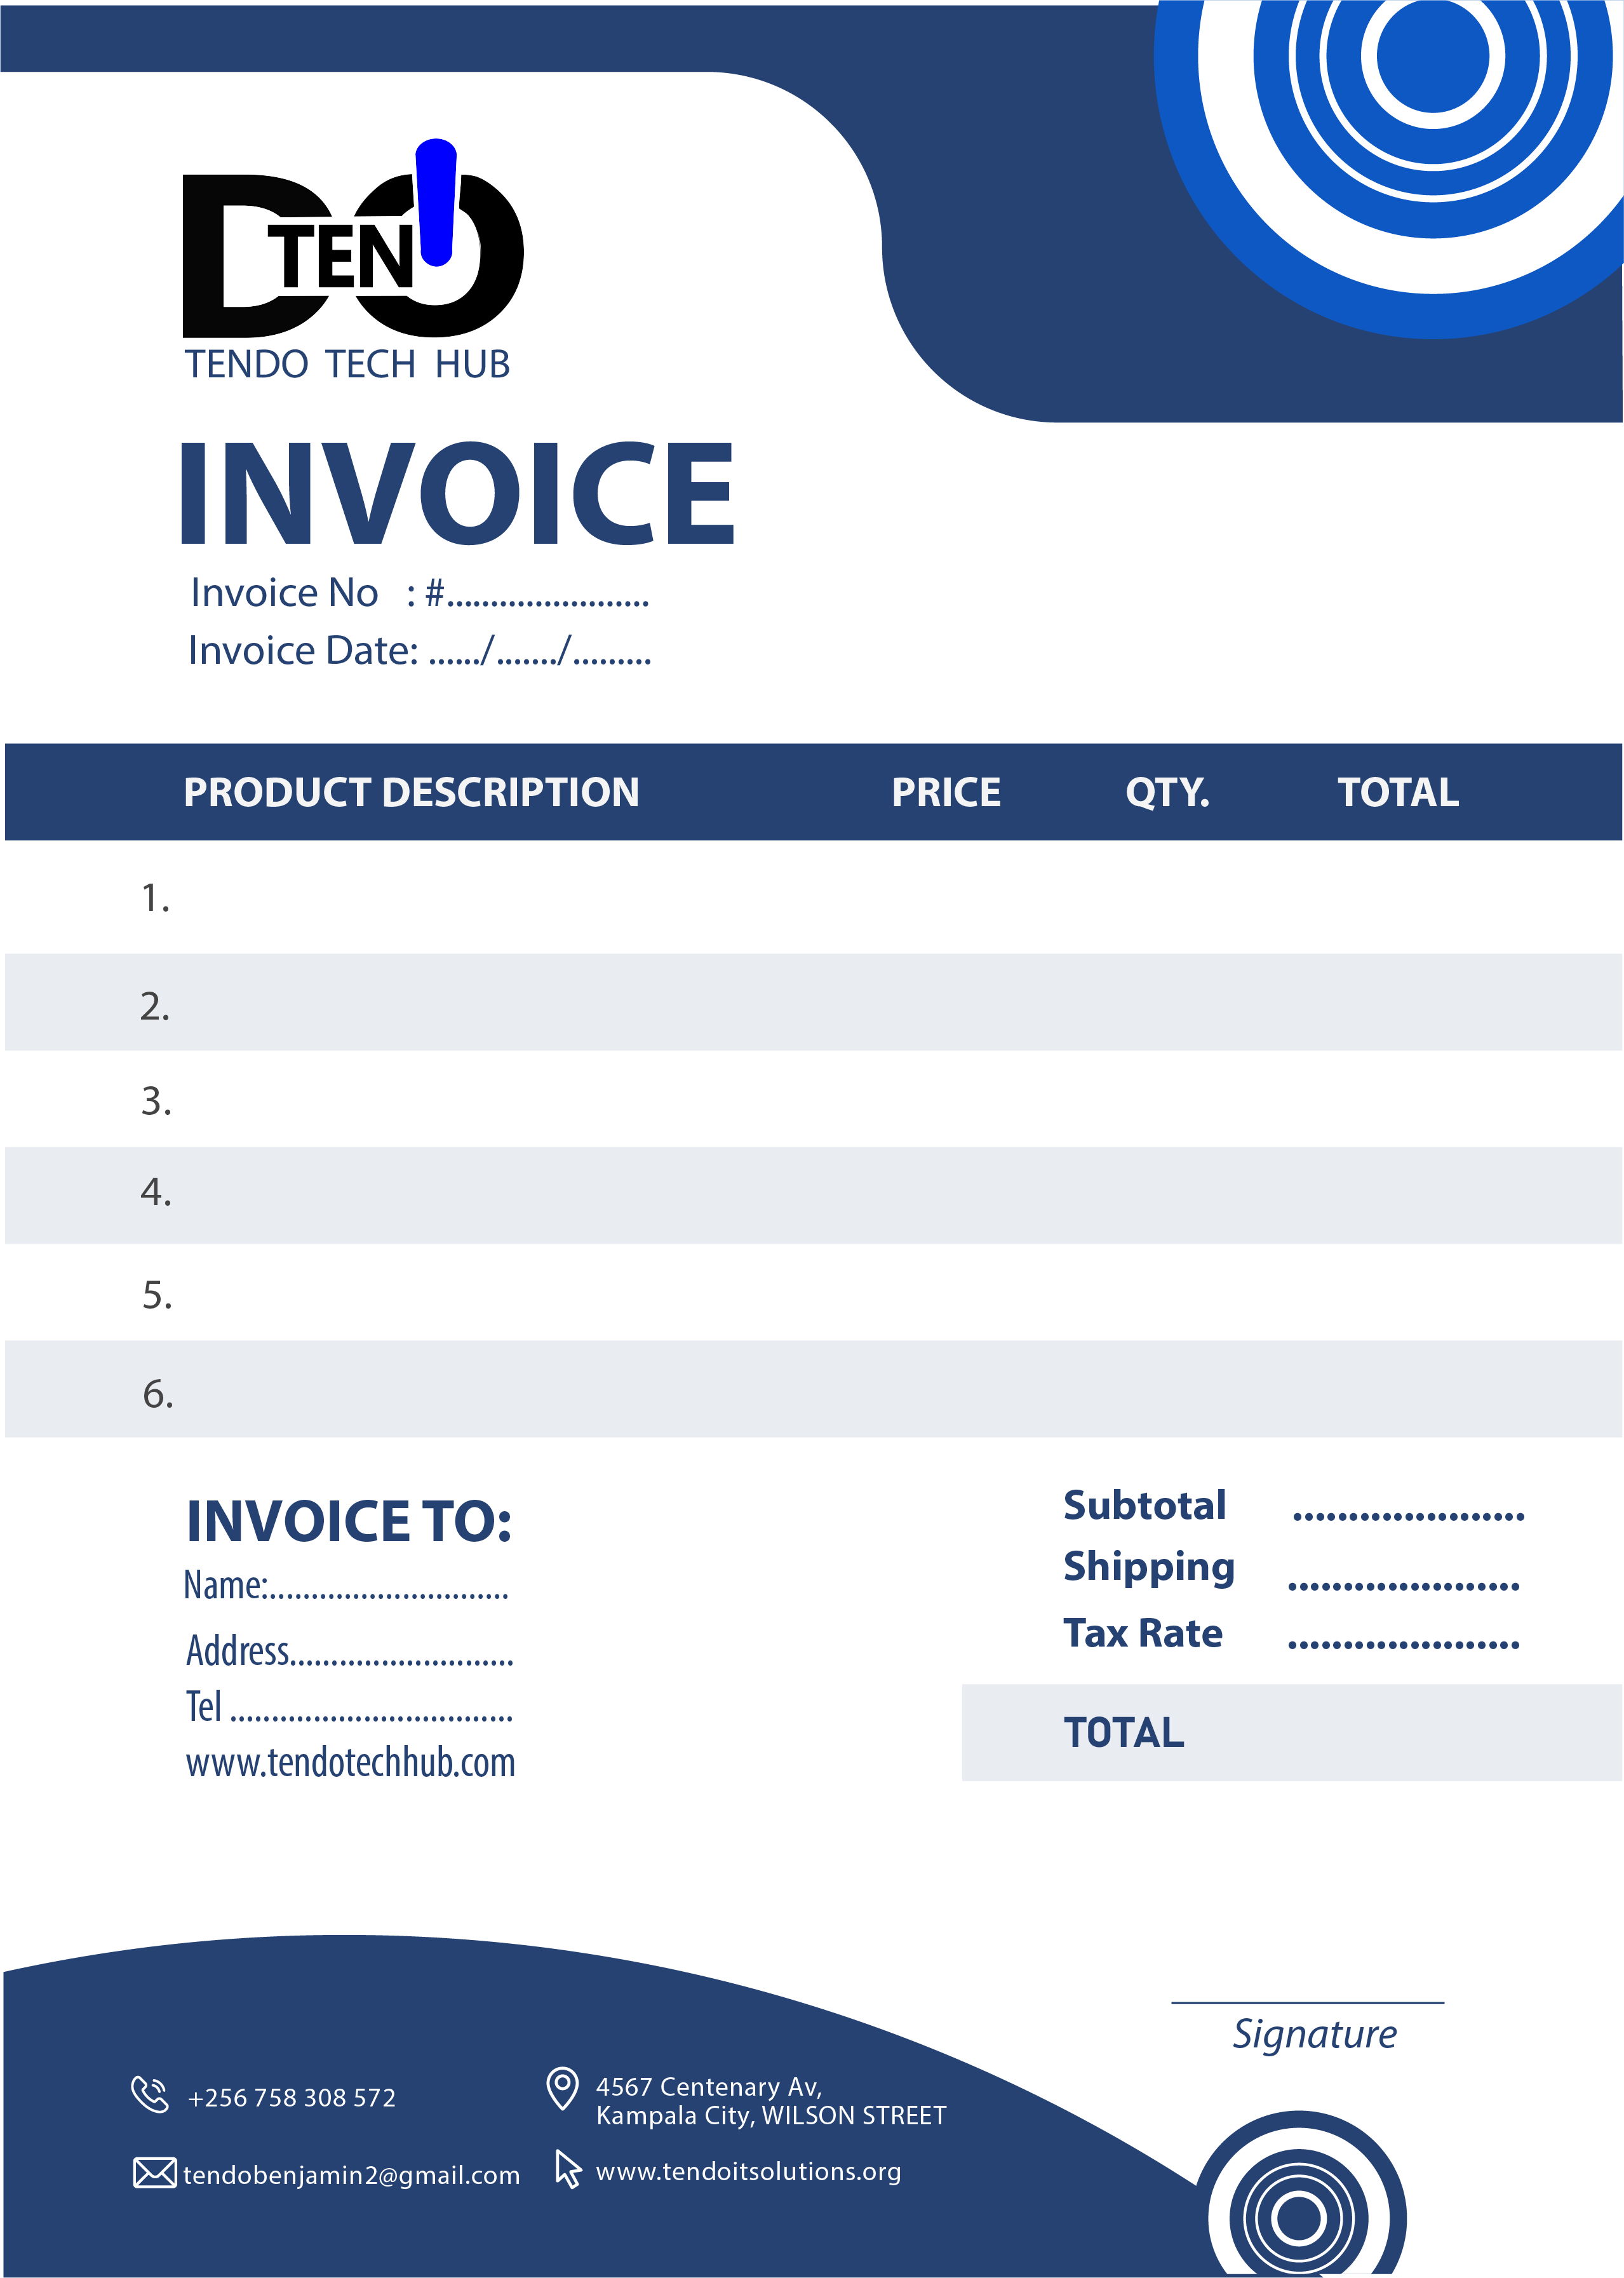 DO
TEN
TENDO TECH HUB
INVOICE
Invoice No : #.......................
Invoice Date: ....../......./.........
PRODUCT DESCRIPTION PRICE QTY. TOTAL
1.
2.
3.
4.
5.
6.
INVOICE TO:
Name:.............................
Address...........................
Tel ..................................
www.tendotechhub.com
Subtotal .....................
Shipping .....................
Tax Rate .....................
TOTAL
Signature
+256 758 308 572
tendobenjamin2@gmail.com
4567 Centenary Av,
Kampala City, WILSON STREET
www.tendoitsolutions.org